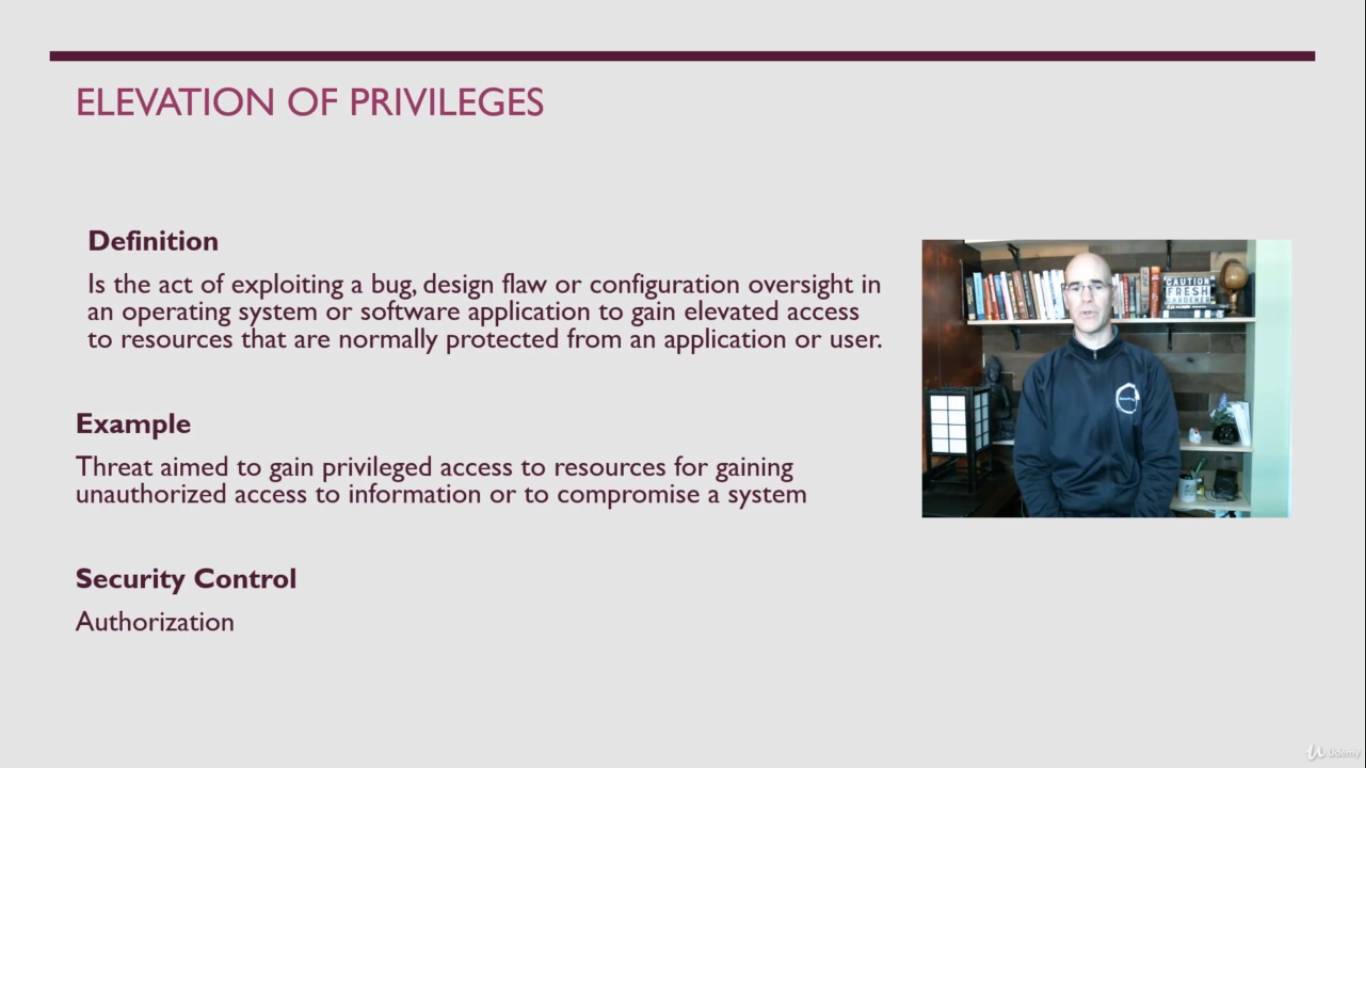 ELEVATION OF PRIVILEGES
Definition
Is the act of exploiting a bug, design flaw or configuration oversight in
an operating system or software application to gain elevated access
to resources that are normally protected from an application or user.
Example
Threat aimed to gain privileged access to resources for gaining
unauthorized access to information or to compromise a system
Security Control
Authorization
CAUTION
FRESH
GARDENER
Udemy